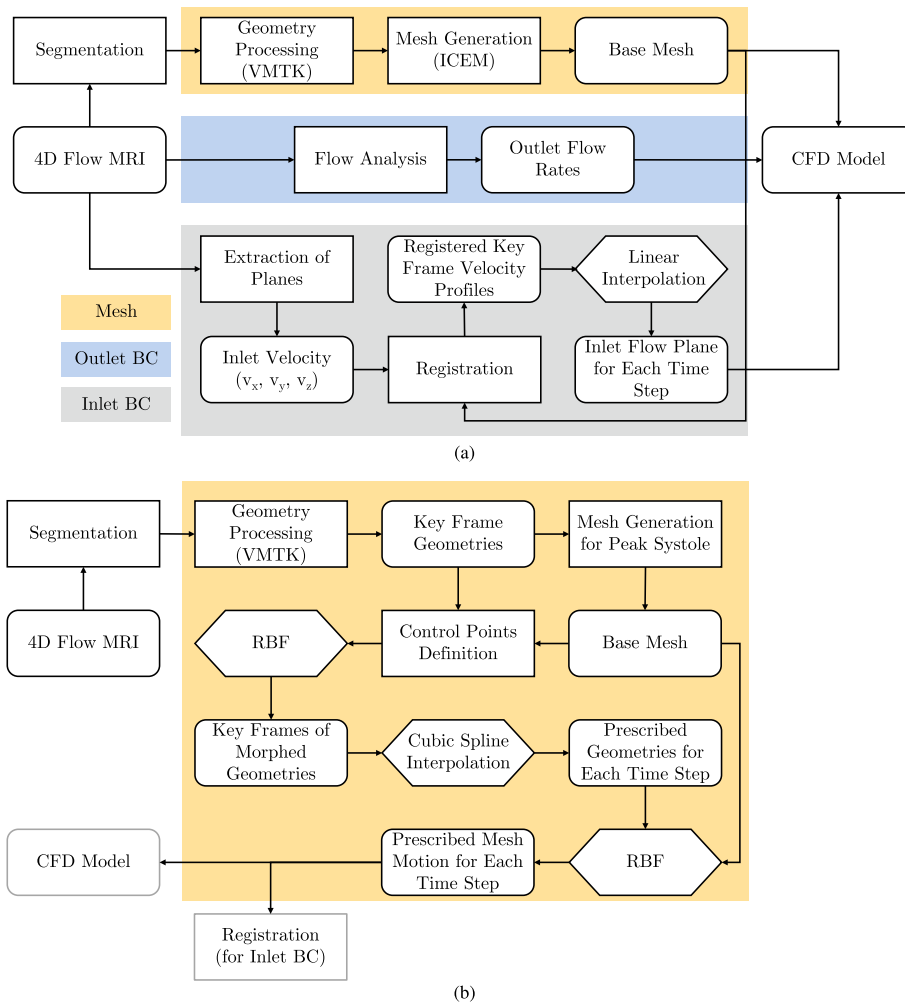 Segmentation
Geometry
Processing
(VMTK)
Mesh Generation
(ICEM)
Base Mesh
4D Flow MRI
Flow Analysis
Outlet Flow
Rates
CFD Model
Extraction of
Planes
Registered Key
Frame Velocity
Profiles
Linear
Interpolation
Mesh
Outlet BC
Inlet BC
Inlet Velocity
(vx, vy, vz)
Registration
Inlet Flow Plane
for Each Time
Step
(a)
Segmentation
Geometry
Processing
(VMTK)
Key Frame
Geometries
Mesh Generation
for Peak Systole
4D Flow MRI
RBF
Control Points
Definition
Base Mesh
Key Frames of
Morphed
Geometries
Cubic Spline
Interpolation
Prescribed
Geometries for
Each Time Step
CFD Model
Prescribed Mesh
Motion for Each
Time Step
RBF
Registration
(for Inlet BC)
(b)